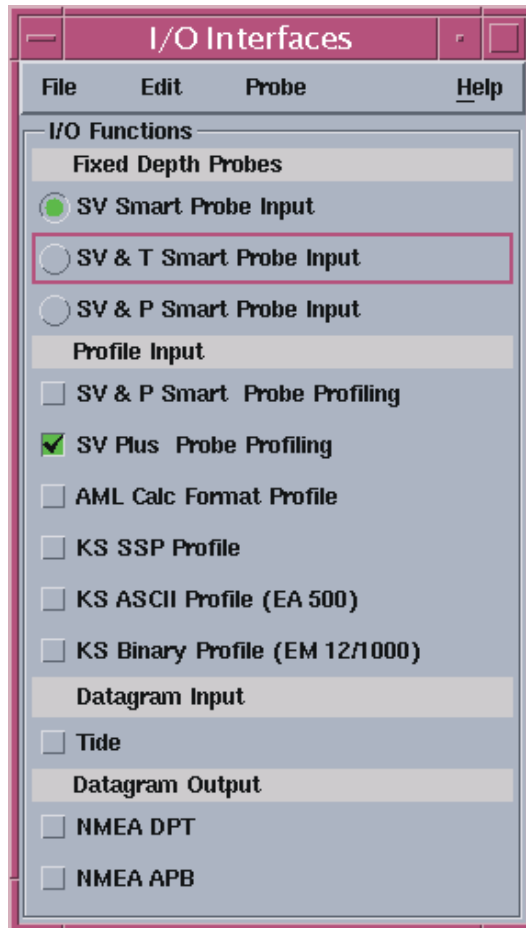 I/O Interfaces
File Edit Probe Help
I/O Functions
Fixed Depth Probes
SV Smart Probe Input
SV & T Smart Probe Input
SV & P Smart Probe Input
Profile Input
SV & P Smart Probe Profiling
SV Plus Probe Profiling
AML Calc Format Profile
KS SSP Profile
KS ASCII Profile (EA 500)
KS Binary Profile (EM 12/1000)
Datagram Input
Tide
Datagram Output
NMEA DPT
NMEA APB